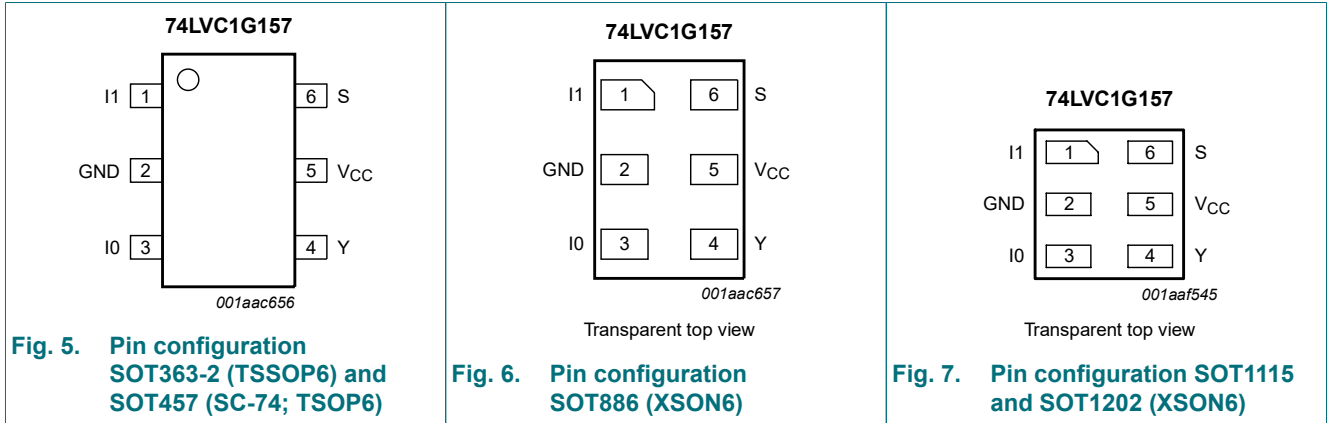 74LVC1G157
I1 1 6 S
GND 2 5 VCC
I0 3 4 Y
001aac656
Fig. 5. Pin configuration
SOT363-2 (TSSOP6) and
SOT457 (SC-74; TSOP6)
74LVC1G157
I1 1 6 S
GND 2 5 VCC
I0 3 4 Y
001aac657
Transparent top view
Fig. 6. Pin configuration
SOT886 (XSON6)
74LVC1G157
I1 1 6 S
GND 2 5 VCC
I0 3 4 Y
001aaf545
Transparent top view
Fig. 7. Pin configuration SOT1115
and SOT1202 (XSON6)